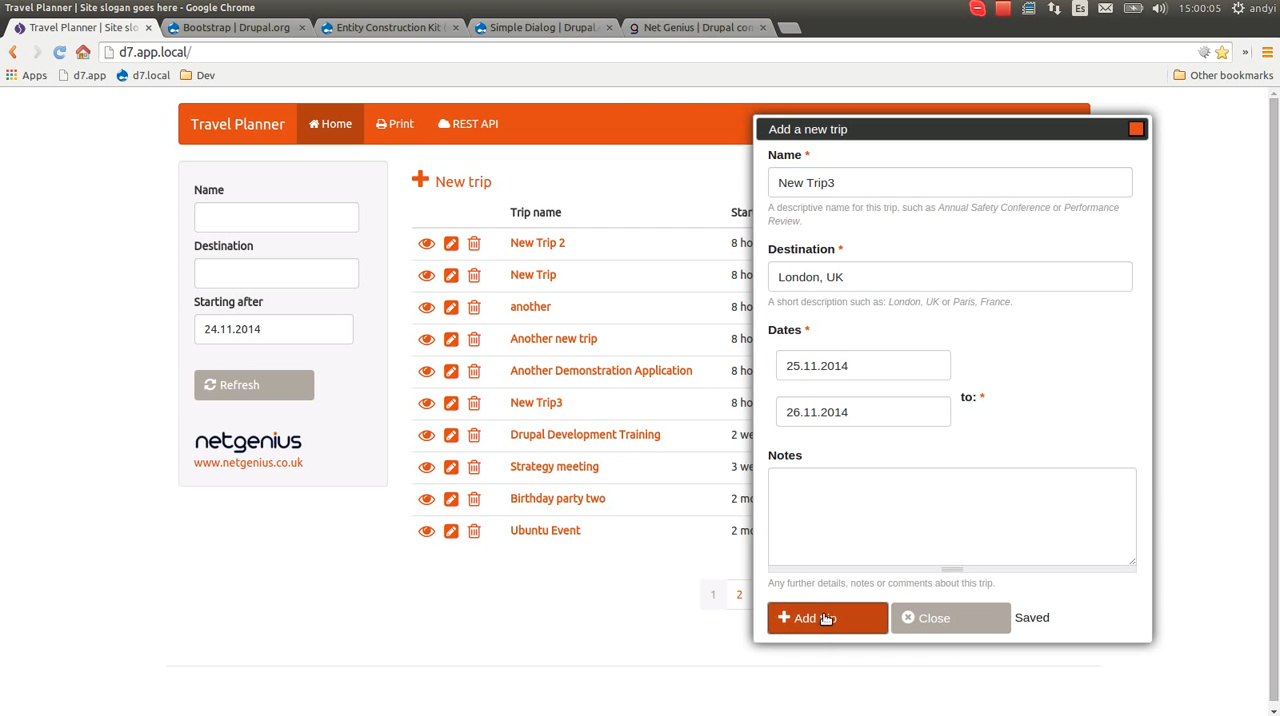 Travel Planner | Site slogan goes here - Google Chrome
Es 15:00:05 andyi
Travel Planner | Site slo × Bootstrap | Drupal.org × Entity Construction Kit ( × Simple Dialog | Drupal. × Net Genius | Drupal con ×
d7.app.local/
Apps d7.app d7.local Dev Other bookmarks
Travel Planner Home Print REST API
Name
Destination
Starting after
24.11.2014
Refresh
netgenius
www.netgenius.co.uk
New trip
Trip name
New Trip 2 8 ho
New Trip 8 ho
another 8 ho
Another new trip 8 ho
Another Demonstration Application 8 ho
New Trip3 8 ho
Drupal Development Training 2 we
Strategy meeting 3 we
Birthday party two
Ubuntu Event
1 2
Add a new trip
Name *
New Trip3
A descriptive name for this trip, such as Annual Safety Conference or Performance
Review.
Destination *
London, UK
A short description such as: London, UK or Paris, France.
Dates *
25.11.2014
to: *
26.11.2014
Notes
Any further details, notes or comments about this trip.
Add Close Saved